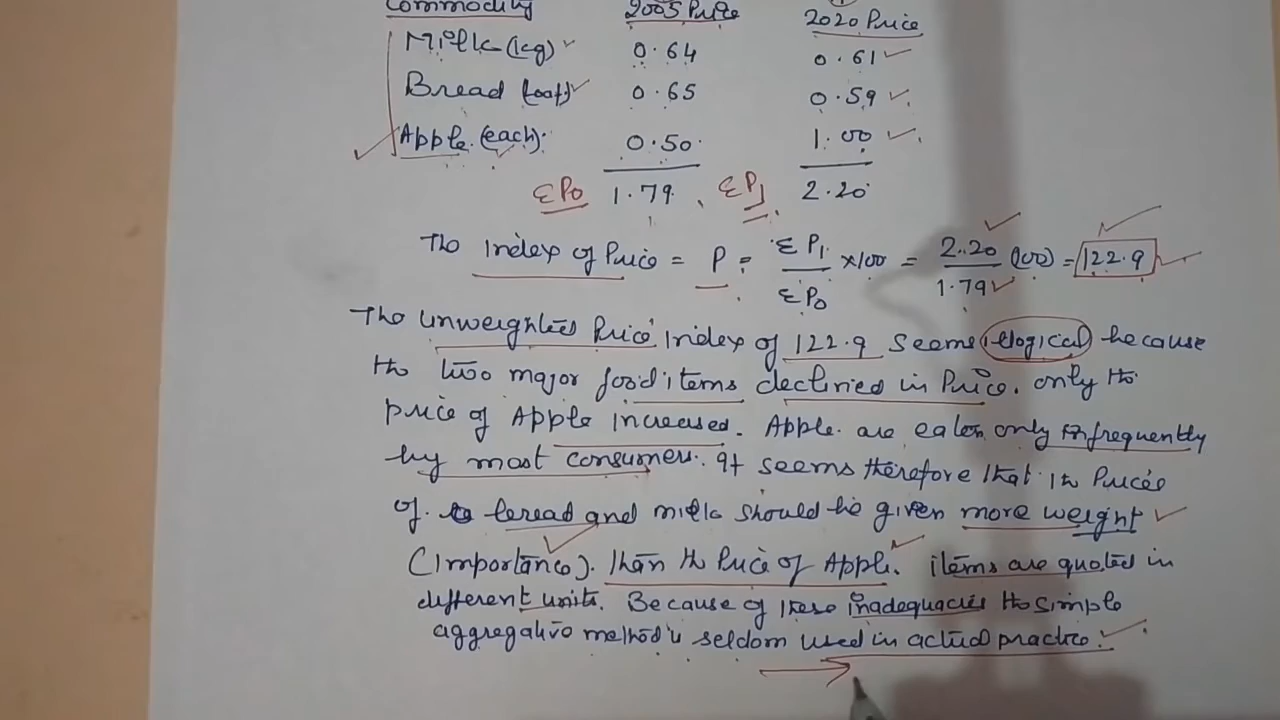 Commodity 2005 Price 2020 Price
Milk (kg) 0.64 0.61
Bread (loaf) 0.65 0.59
Apple (each). 0.50 1.00
ΣP0 1.79 ΣP1 2.20
The Index of Price = P = ΣP1/ΣP0 ×100 = 2.20/1.79 (100) = 122.9
The unweighted Price index of 122.9 seems illogical because
the two major food items declined in Price. only the
price of Apple increased. Apple are eaten only infrequently
by most consumers. It seems therefore that the Prices
of bread and milk should be given more weight
(Importance). than the Price of Apple. items are quoted in
different units. Because of these inadequacies the simple
aggregative method is seldom used in actual practice.